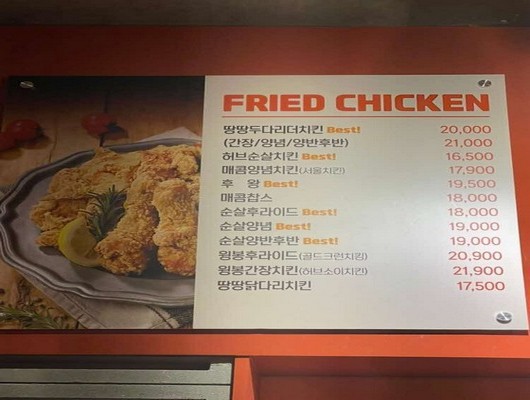 FRIED CHICKEN
땅땅두다리더치킨 Best! 20,000
(간장/양념/양반후반) 21,000
허브순살치킨 Best! 16,500
매콤양념치킨(서울치킨) 17,900
후 왕 Best! 19,500
매콤찹스 18,000
순살후라이드 Best! 18,000
순살양념 Best! 19,000
순살양반후반 Best! 19,000
윙봉후라이드(골드크런치킹) 20,900
윙봉간장치킨(허브소이치킨) 21,900
땅땅닭다리치킨 17,500